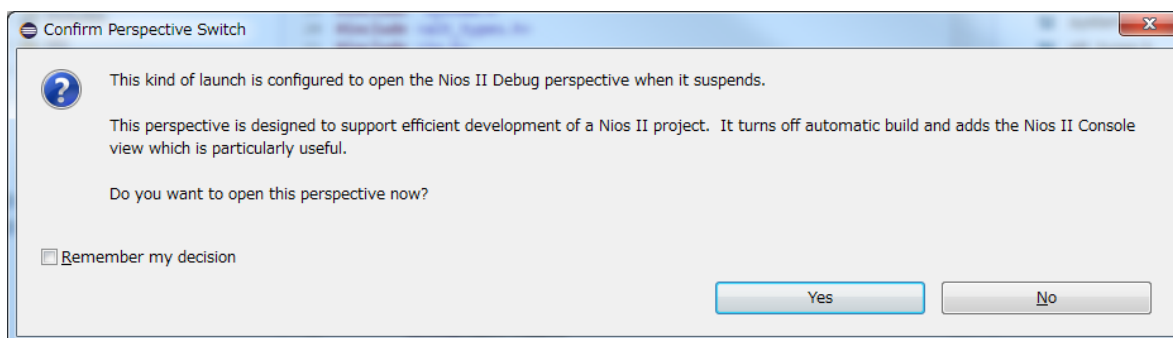 Confirm Perspective Switch
This kind of launch is configured to open the Nios II Debug perspective when it suspends.
This perspective is designed to support efficient development of a Nios II project.  It turns off automatic build and adds the Nios II Console
view which is particularly useful.
Do you want to open this perspective now?
Remember my decision
Yes
No